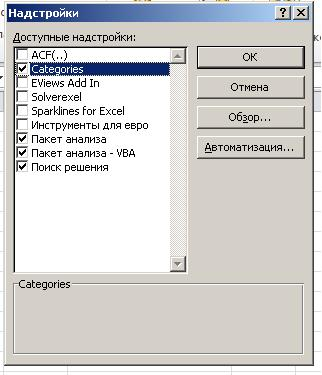 Надстройки
Доступные надстройки:
ACF(..)
Categories
EViews Add In
Solverexel
Sparklines for Excel
Инструменты для евро
Пакет анализа
Пакет анализа - VBA
Поиск решения
ОК
Отмена
Обзор...
Автоматизация...
Categories